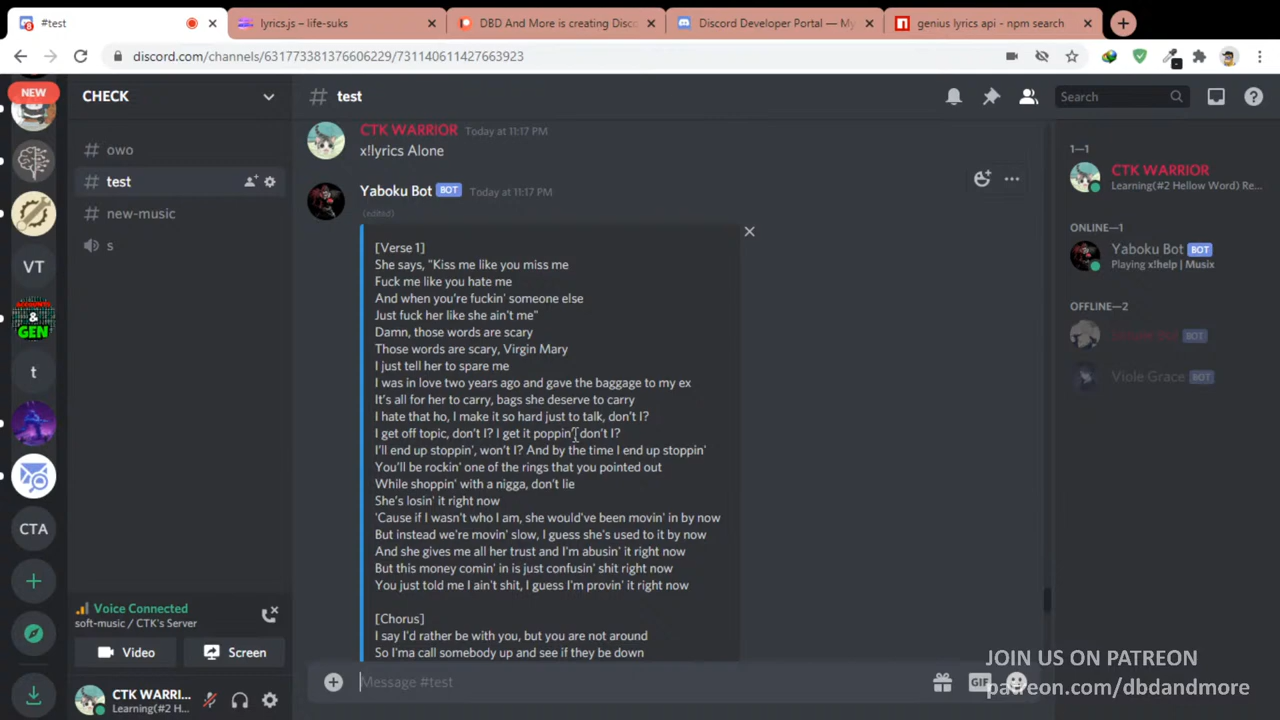 #test
lyrics.js – life-suks
DBD And More is creating Disco
Discord Developer Portal — My
genius lyrics api - npm search
discord.com/channels/631773381376606229/731140611427663923
NEW
CHECK
# test
Search
# owo
# test
# new-music
s
VT
t
ACCOUNTS
&
GEN
CTA
CTK WARRIOR Today at 11:17 PM
x!lyrics Alone
Yaboku Bot BOT Today at 11:17 PM
(edited)
[Verse 1]
She says, "Kiss me like you miss me
Fuck me like you hate me
And when you're fuckin' someone else
Just fuck her like she ain't me"
Damn, those words are scary
Those words are scary, Virgin Mary
I just tell her to spare me
I was in love two years ago and gave the baggage to my ex
It's all for her to carry, bags she deserve to carry
I hate that ho, I make it so hard just to talk, don't I?
I get off topic, don't I? I get it poppin', don't I?
I'll end up stoppin', won't I? And by the time I end up stoppin'
You'll be rockin' one of the rings that you pointed out
While shoppin' with a nigga, don't lie
She's losin' it right now
'Cause if I wasn't who I am, she would've been movin' in by now
But instead we're movin' slow, I guess she's used to it by now
And she gives me all her trust and I'm abusin' it right now
But this money comin' in is just confusin' shit right now
You just told me I ain't shit, I guess I'm provin' it right now
[Chorus]
I say I'd rather be with you, but you are not around
So I'ma call somebody up and see if they be down
1—1
CTK WARRIOR
Learning(#2 Hellow Word) Re...
ONLINE—1
Yaboku Bot BOT
Playing x!help | Musix
OFFLINE—2
BOT
Viole Grace BOT
Voice Connected
soft-music / CTK's Server
Video
Screen
CTK WARRI...
Learning(#2 H...
Message #test
GIF
JOIN US ON PATREON
patreon.com/dbdandmore